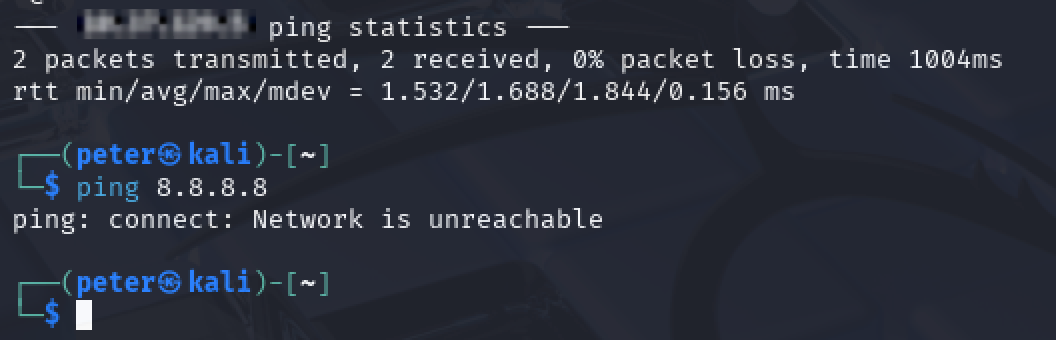 ping statistics
2 packets transmitted, 2 received, 0% packet loss, time 1004ms
rtt min/avg/max/mdev = 1.532/1.688/1.844/0.156 ms
┌──(peter㉿kali)-[~]
└─$ ping 8.8.8.8
ping: connect: Network is unreachable
┌──(peter㉿kali)-[~]
└─$